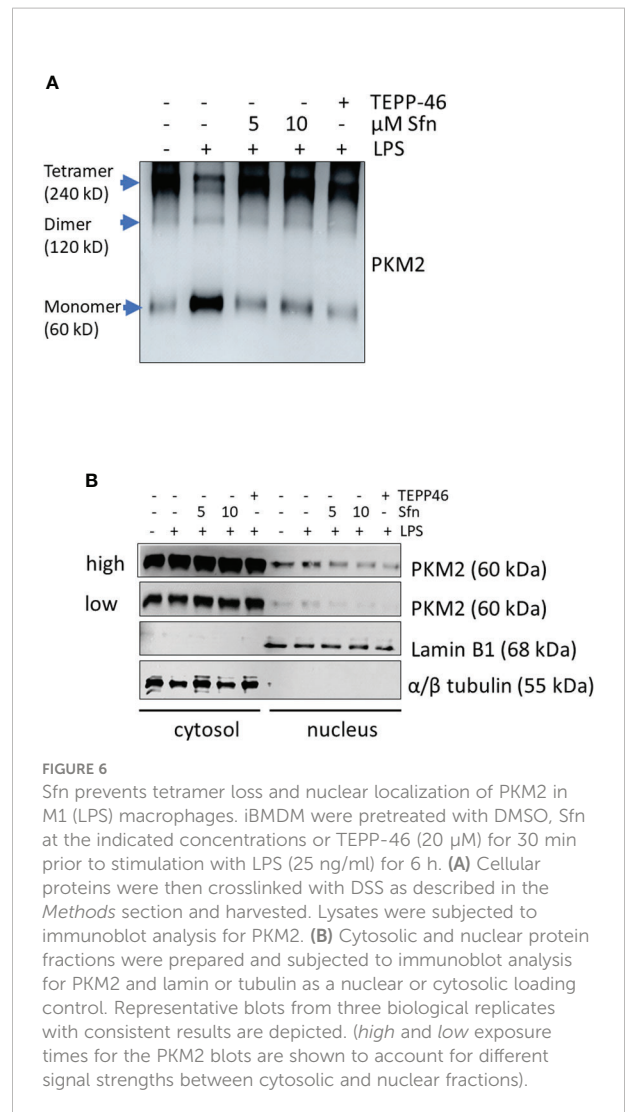 A
- - - - + TEPP-46
- - 5 10 - μM Sfn
- + + + + LPS
Tetramer
(240 kD)
Dimer
(120 kD)
PKM2
Monomer
(60 kD)
B
- - - - + - - - - + TEPP46
- - 5 10 - - - 5 10 - Sfn
- + + + + - + + + + LPS
high PKM2 (60 kDa)
low PKM2 (60 kDa)
Lamin B1 (68 kDa)
α/β tubulin (55 kDa)
cytosol nucleus
FIGURE 6
Sfn prevents tetramer loss and nuclear localization of PKM2 in
M1 (LPS) macrophages. iBMDM were pretreated with DMSO, Sfn
at the indicated concentrations or TEPP-46 (20 μM) for 30 min
prior to stimulation with LPS (25 ng/ml) for 6 h. (A) Cellular
proteins were then crosslinked with DSS as described in the
Methods section and harvested. Lysates were subjected to
immunoblot analysis for PKM2. (B) Cytosolic and nuclear protein
fractions were prepared and subjected to immunoblot analysis
for PKM2 and lamin or tubulin as a nuclear or cytosolic loading
control. Representative blots from three biological replicates
with consistent results are depicted. (high and low exposure
times for the PKM2 blots are shown to account for different
signal strengths between cytosolic and nuclear fractions).